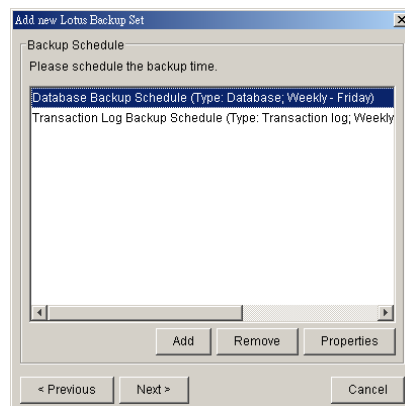 Add new Lotus Backup Set
Backup Schedule
Please schedule the backup time.
Database Backup Schedule (Type: Database; Weekly - Friday)
Transaction Log Backup Schedule (Type: Transaction log; Weekly
Add Remove Properties
< Previous Next > Cancel